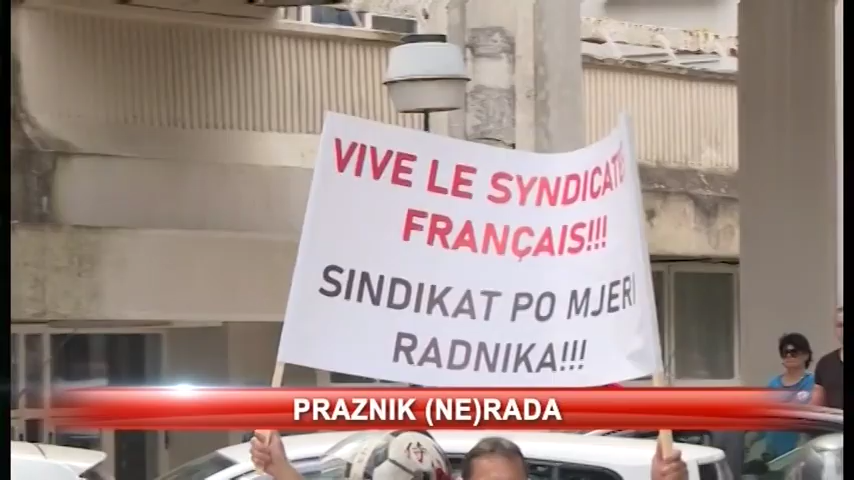 VIVE LE SYNDICAT
FRANÇAIS!!!
SINDIKAT PO MJERI
RADNIKA!!!
PRAZNIK (NE)RADA